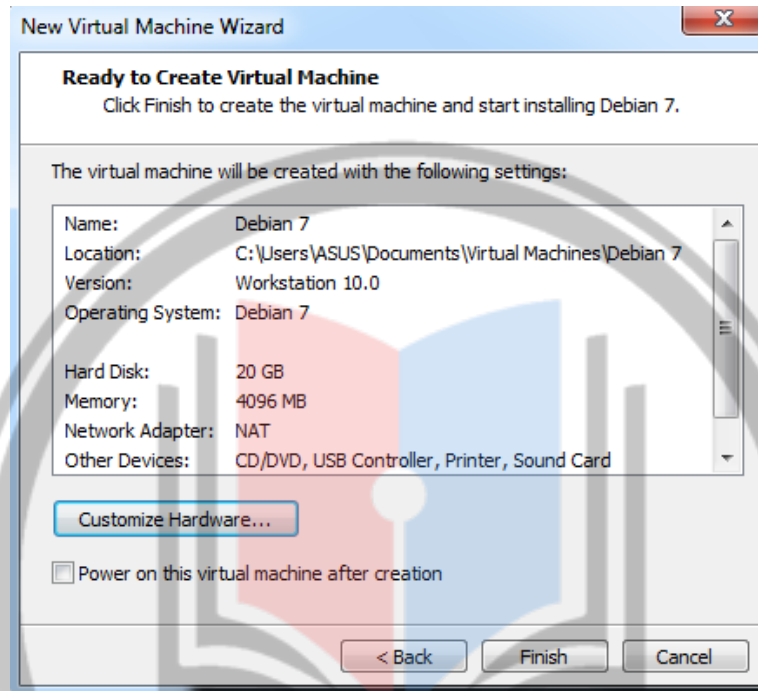 New Virtual Machine Wizard
Ready to Create Virtual Machine
Click Finish to create the virtual machine and start installing Debian 7.
The virtual machine will be created with the following settings:
Name: Debian 7
Location: C:\Users\ASUS\Documents\Virtual Machines\Debian 7
Version: Workstation 10.0
Operating System: Debian 7
Hard Disk: 20 GB
Memory: 4096 MB
Network Adapter: NAT
Other Devices: CD/DVD, USB Controller, Printer, Sound Card
Customize Hardware...
Power on this virtual machine after creation
< Back Finish Cancel